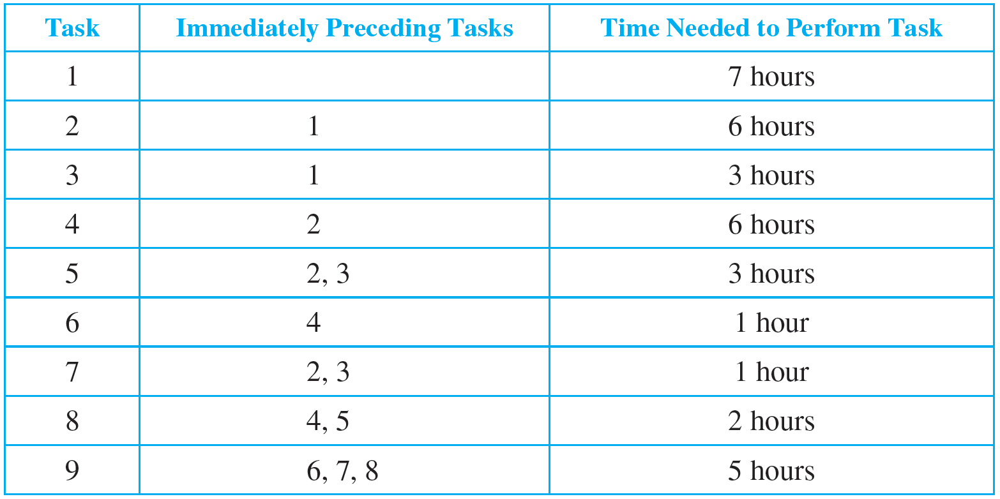 Task Immediately Preceding Tasks Time Needed to Perform Task
1 7 hours
2 1 6 hours
3 1 3 hours
4 2 6 hours
5 2, 3 3 hours
6 4 1 hour
7 2, 3 1 hour
8 4, 5 2 hours
9 6, 7, 8 5 hours